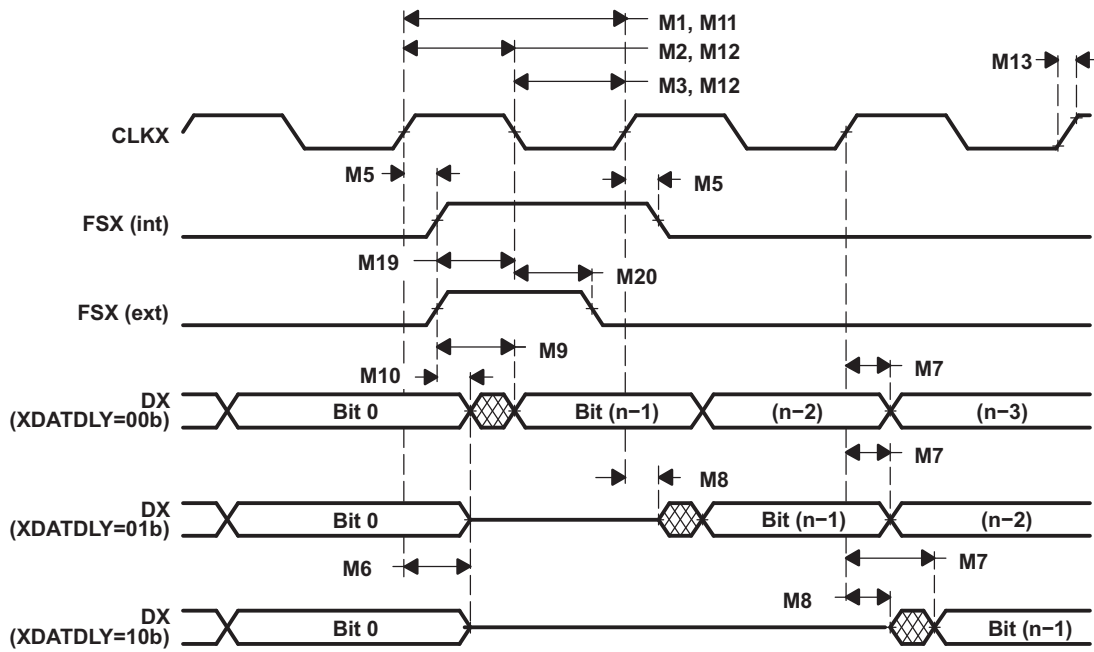 M1, M11
M2, M12
M13
M3, M12
CLKX
M5
M5
FSX (int)
M19
M20
FSX (ext)
M9
M10
M7
DX
(XDATDLY=00b)
Bit 0
Bit (n−1)
(n−2)
(n−3)
M7
M8
DX
(XDATDLY=01b)
Bit 0
Bit (n−1)
(n−2)
M6
M7
M8
DX
(XDATDLY=10b)
Bit 0
Bit (n−1)